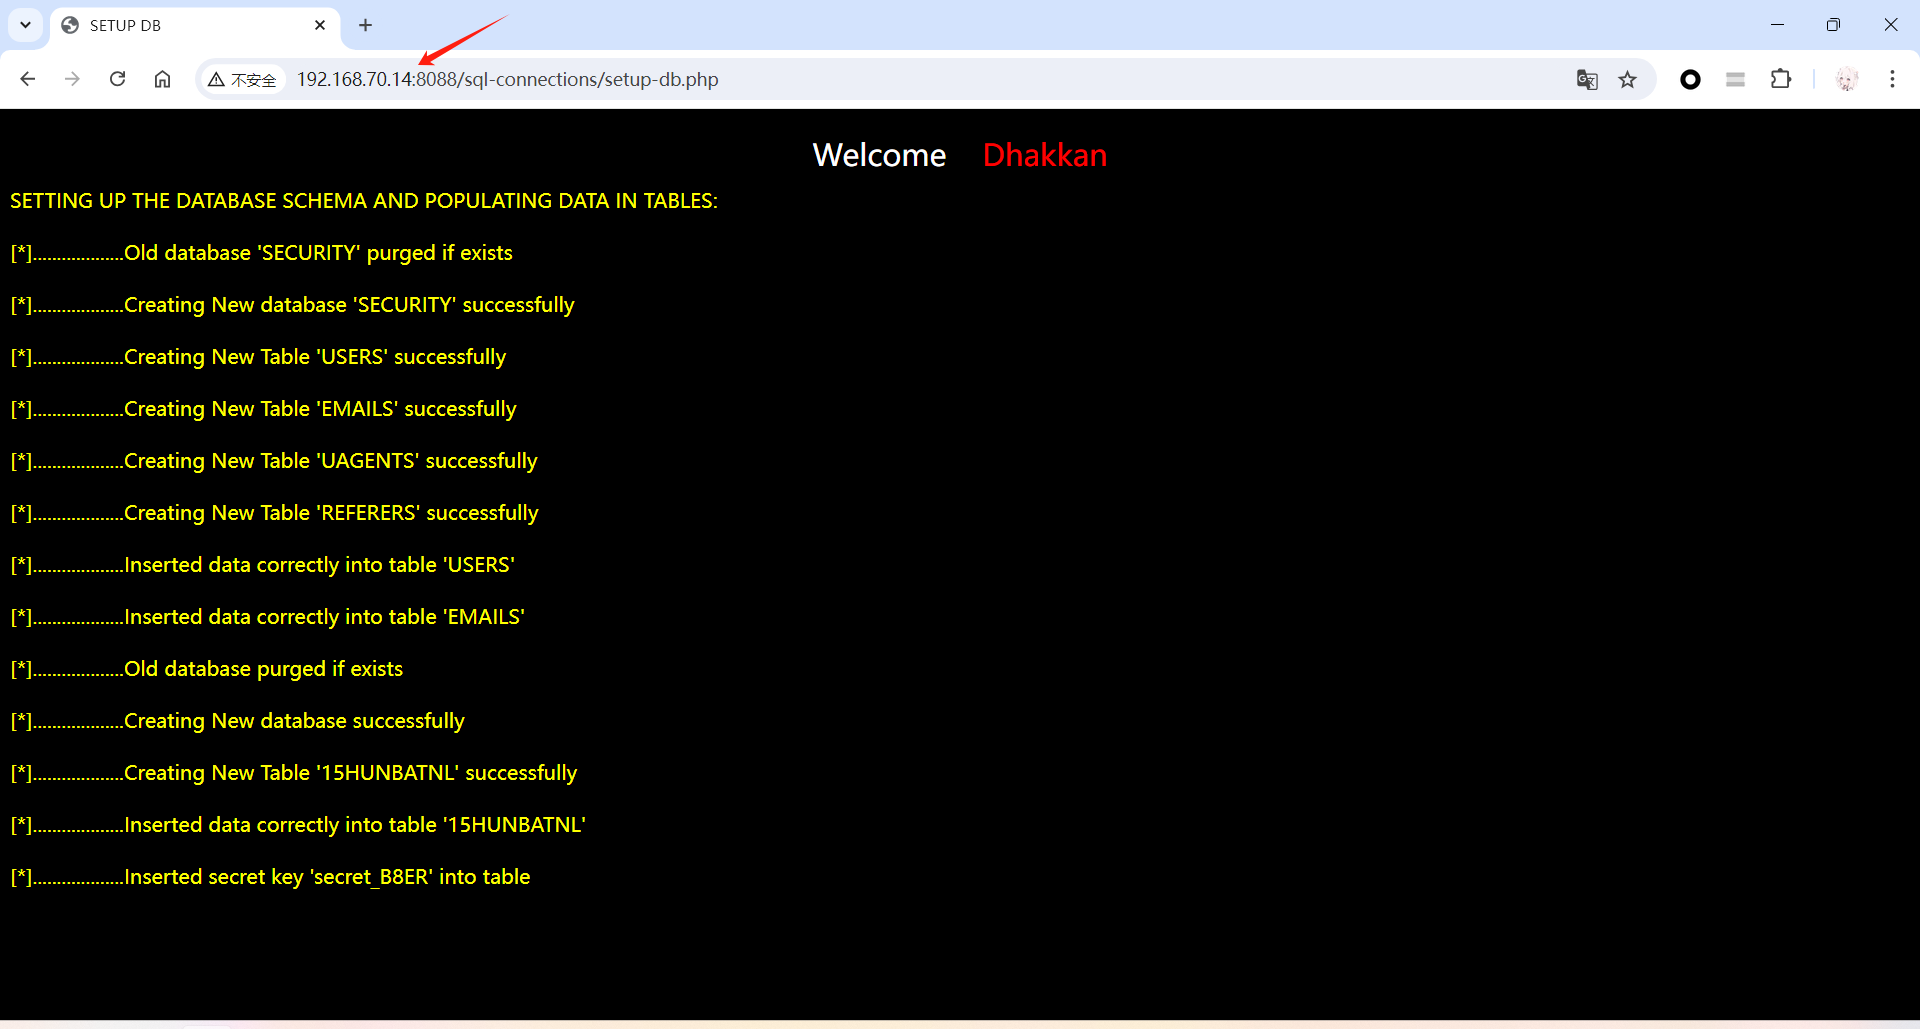 SETUP DB
不安全 192.168.70.14:8088/sql-connections/setup-db.php
Welcome Dhakkan
SETTING UP THE DATABASE SCHEMA AND POPULATING DATA IN TABLES:
[*]...................Old database 'SECURITY' purged if exists
[*]...................Creating New database 'SECURITY' successfully
[*]...................Creating New Table 'USERS' successfully
[*]...................Creating New Table 'EMAILS' successfully
[*]...................Creating New Table 'UAGENTS' successfully
[*]...................Creating New Table 'REFERERS' successfully
[*]...................Inserted data correctly into table 'USERS'
[*]...................Inserted data correctly into table 'EMAILS'
[*]...................Old database purged if exists
[*]...................Creating New database successfully
[*]...................Creating New Table '15HUNBATNL' successfully
[*]...................Inserted data correctly into table '15HUNBATNL'
[*]...................Inserted secret key 'secret_B8ER' into table